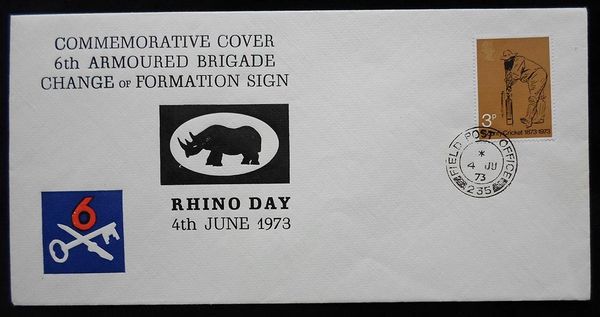 COMMEMORATIVE COVER
6th ARMOURED BRIGADE
CHANGE OF FORMATION SIGN
RHINO DAY
4th JUNE 1973
6
3P
Cricket 1873 1973
FIELD POST OFFICE
*
4 JU
73
235